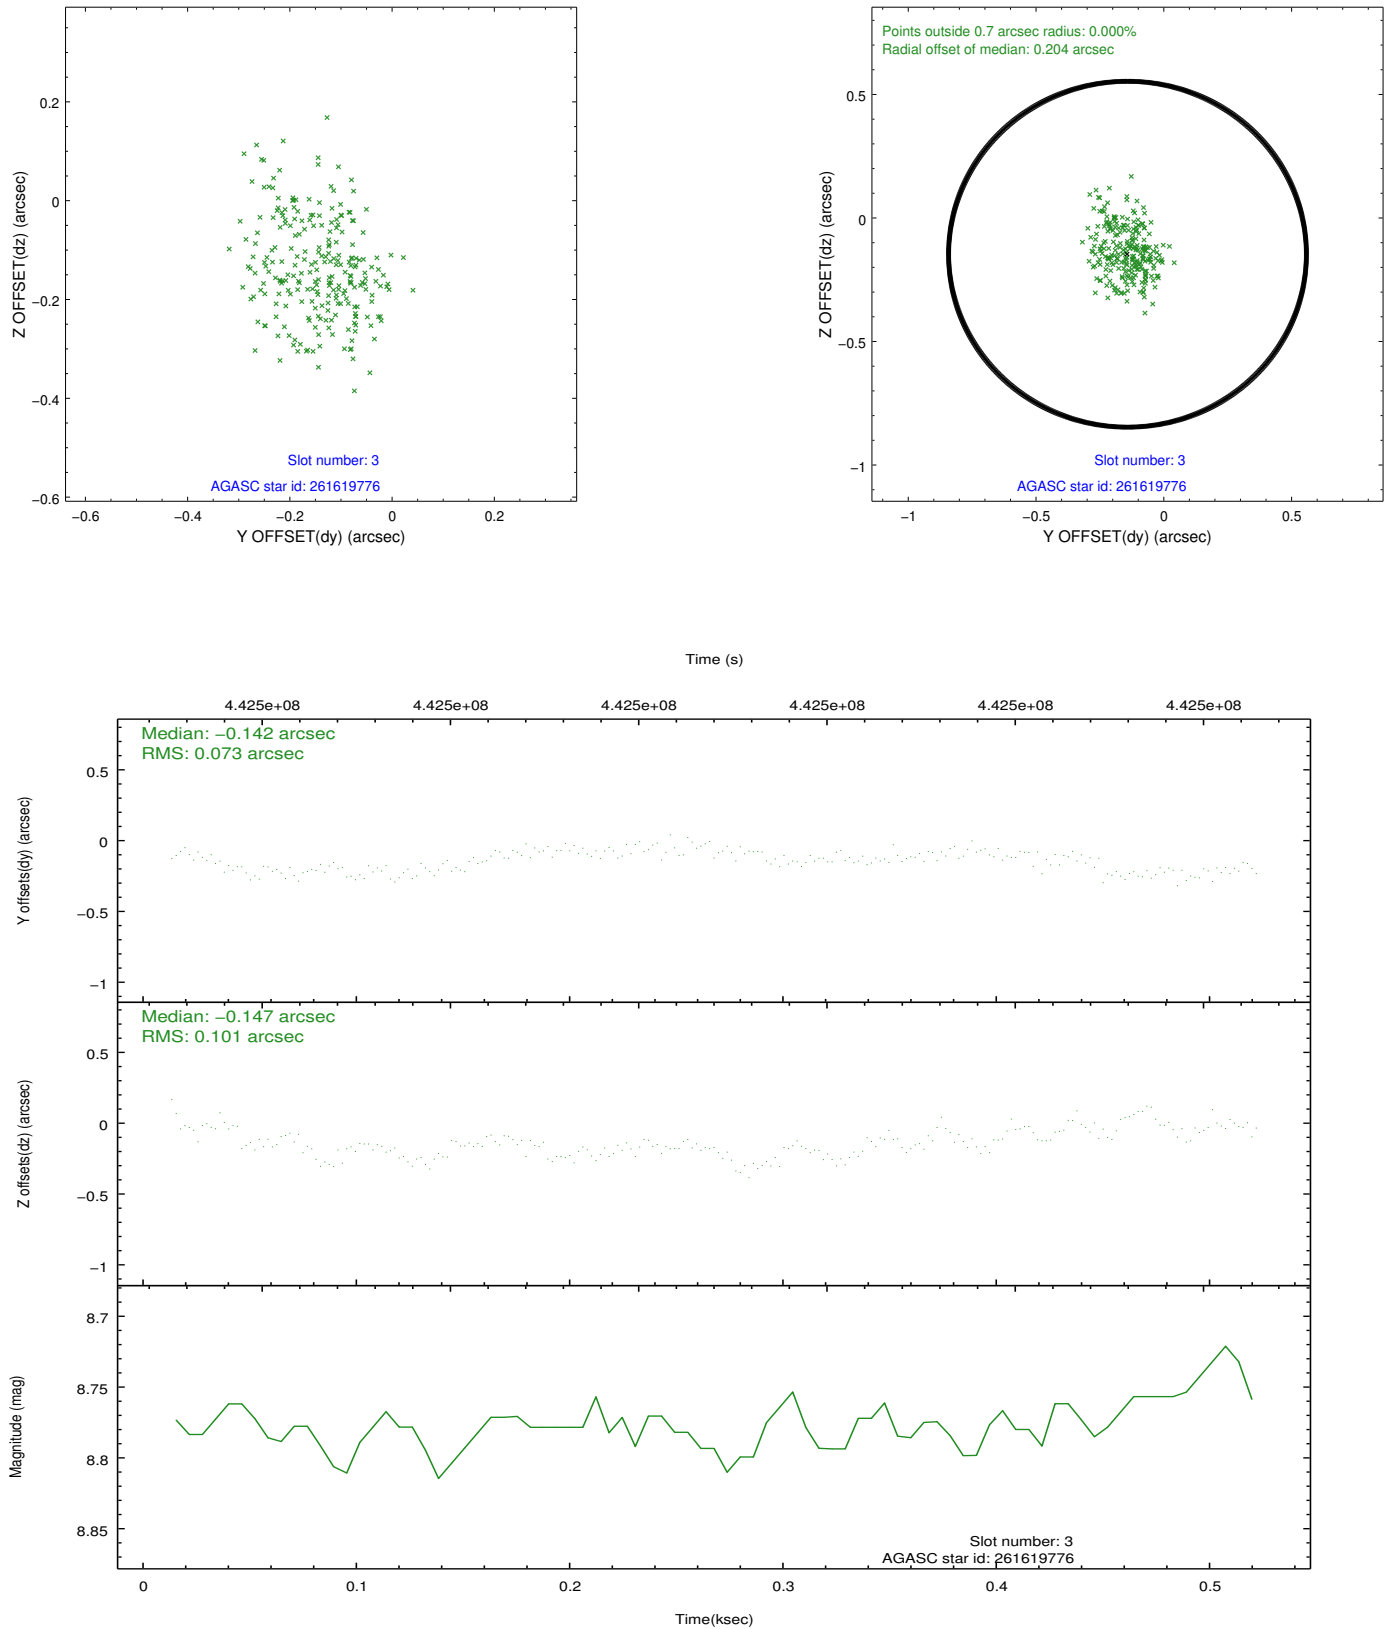 0.2
0
−0.2
−0.4
−0.6
Z OFFSET(dz) (arcsec)
Slot number: 3
AGASC star id: 261619776
−0.6 −0.4 −0.2 0 0.2
Y OFFSET(dy) (arcsec)
Points outside 0.7 arcsec radius: 0.000%
Radial offset of median: 0.204 arcsec
0.5
0
−0.5
−1
Z OFFSET(dz) (arcsec)
Slot number: 3
AGASC star id: 261619776
−1 −0.5 0 0.5
Y OFFSET(dy) (arcsec)
Time (s)
4.425e+08 4.425e+08 4.425e+08 4.425e+08 4.425e+08 4.425e+08
Median: −0.142 arcsec
RMS: 0.073 arcsec
0.5
0
−0.5
−1
Y offsets(dy) (arcsec)
Median: −0.147 arcsec
RMS: 0.101 arcsec
0.5
0
−0.5
−1
Z offsets(dz) (arcsec)
8.7
8.75
8.8
8.85
Magnitude (mag)
Slot number: 3
AGASC star id: 261619776
0 0.1 0.2 0.3 0.4 0.5
Time(ksec)